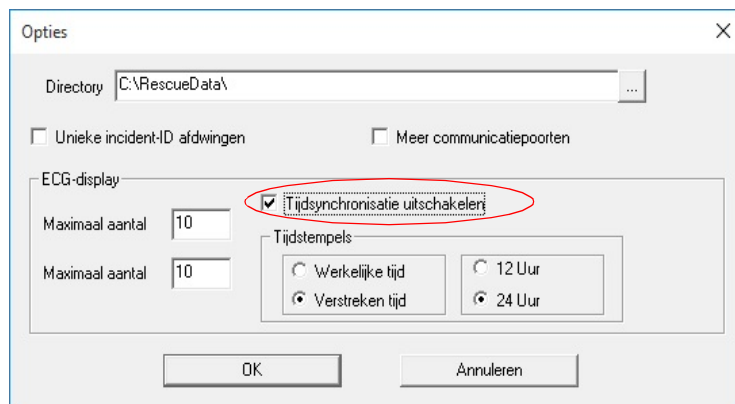 Opties
Directory C:\RescueData\ ...
Unieke incident-ID afdwingen
Meer communicatiepoorten
ECG-display
Tijdsynchronisatie uitschakelen
Maximaal aantal 10
Maximaal aantal 10
Tijdstempels
Werkelijke tijd
Verstreken tijd
12 Uur
24 Uur
OK
Annuleren